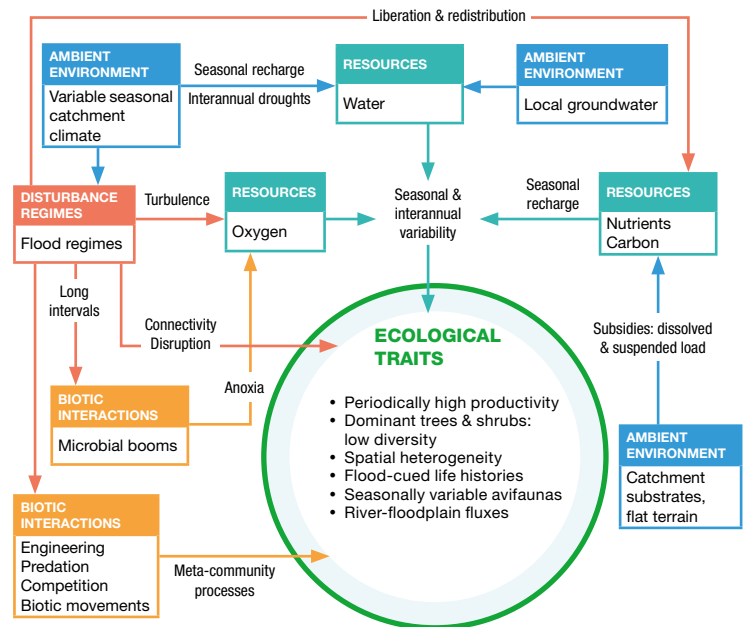 Liberation & redistribution
AMBIENT
ENVIRONMENT
Variable seasonal
catchment
climate
Seasonal recharge
Interannual droughts
RESOURCES
Water
AMBIENT
ENVIRONMENT
Local groundwater
DISTURBANCE
REGIMES
Flood regimes
Turbulence
RESOURCES
Oxygen
Seasonal &
interannual
variability
Seasonal
recharge
RESOURCES
Nutrients
Carbon
Long
intervals
Connectivity
Disruption
ECOLOGICAL
TRAITS
• Periodically high productivity
• Dominant trees & shrubs:
low diversity
• Spatial heterogeneity
• Flood-cued life histories
• Seasonally variable avifaunas
• River-floodplain fluxes
Subsidies: dissolved
& suspended load
BIOTIC
INTERACTIONS
Microbial booms
Anoxia
AMBIENT
ENVIRONMENT
Catchment
substrates,
flat terrain
BIOTIC
INTERACTIONS
Engineering
Predation
Competition
Biotic movements
Meta-community
processes